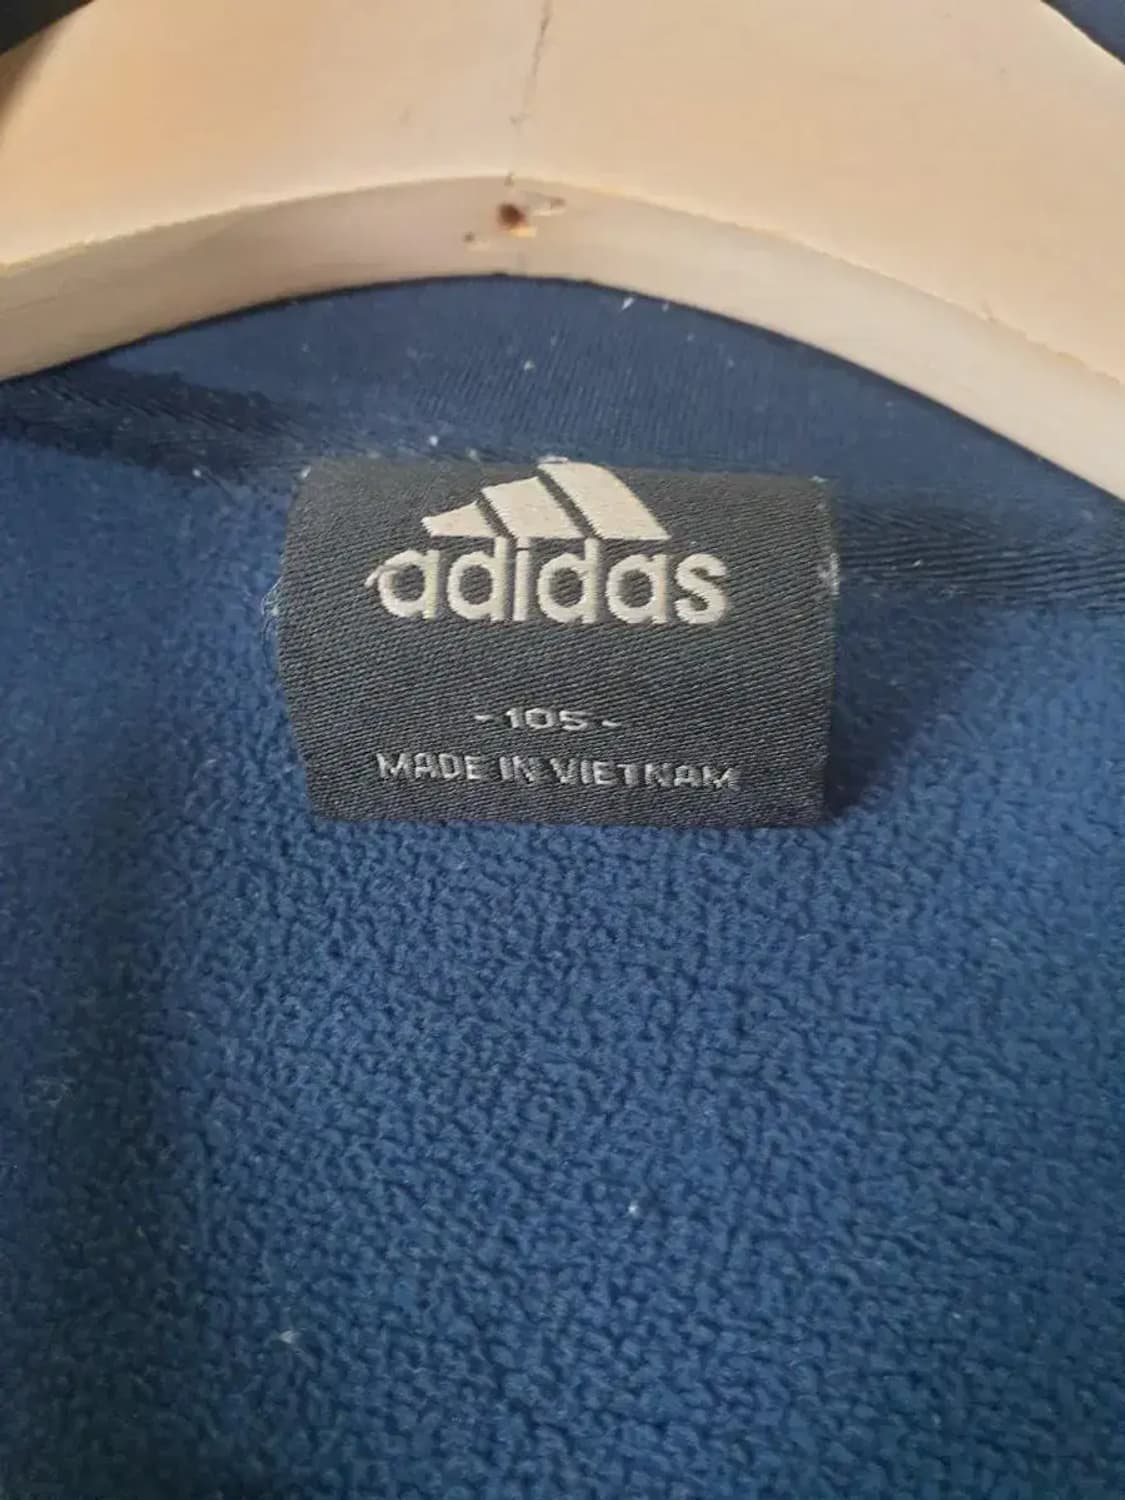 adidas
- 105 -
MADE IN VIETNAM